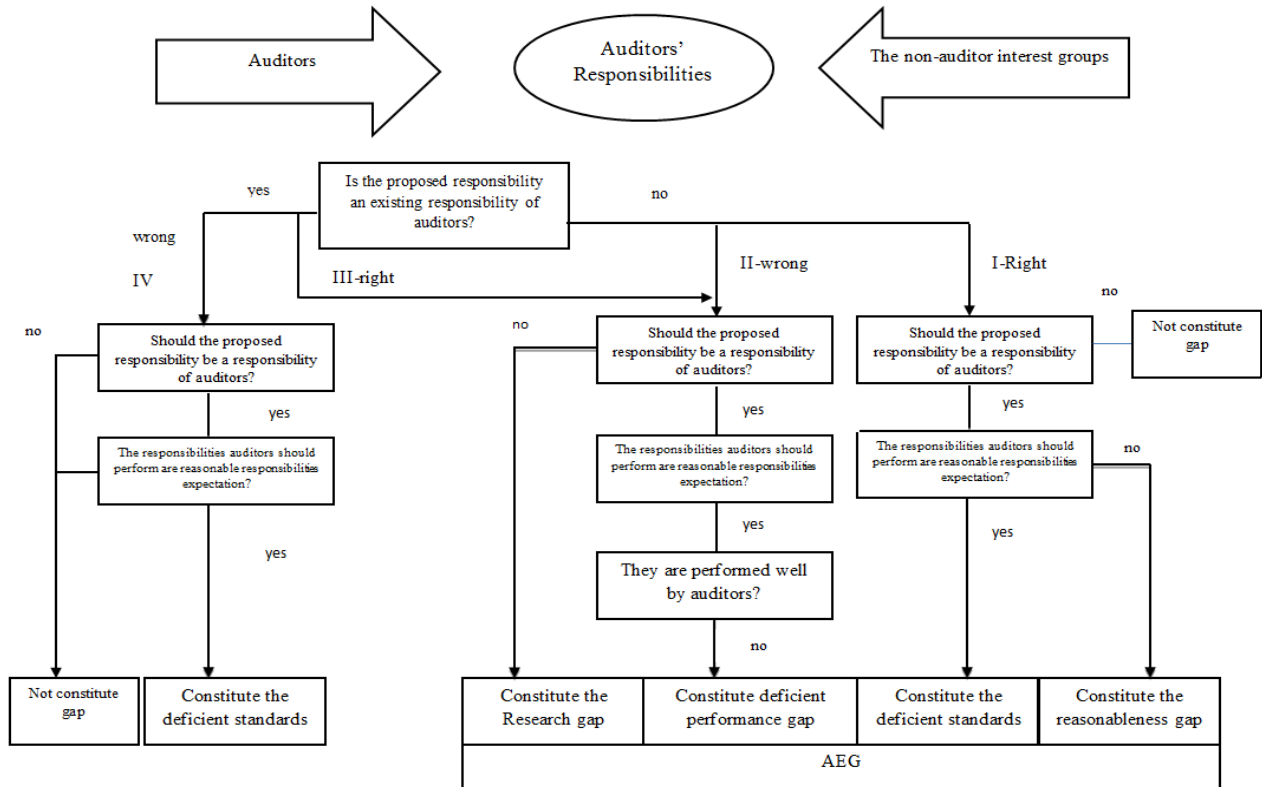 Auditors
Auditors'
Responsibilities
The non-auditor interest groups
yes
Is the proposed responsibility
an existing responsibility of
auditors?
no
wrong
IV
III-right
II-wrong
I-Right
no
Should the proposed
responsibility be a responsibility
of auditors?
no
Should the proposed
responsibility be a responsibility
of auditors?
Should the proposed
responsibility be a responsibility
of auditors?
no
Not constitute
gap
yes
yes
yes
The responsibilities auditors should
perform are reasonable responsibilities
expectation?
The responsibilities auditors should
perform are reasonable responsibilities
expectation?
The responsibilities auditors should
perform are reasonable responsibilities
expectation?
no
yes
yes
yes
They are performed well
by auditors?
no
Not constitute
gap
Constitute the
deficient standards
Constitute the
Research gap
Constitute deficient
performance gap
Constitute the
deficient standards
Constitute the
reasonableness gap
AEG